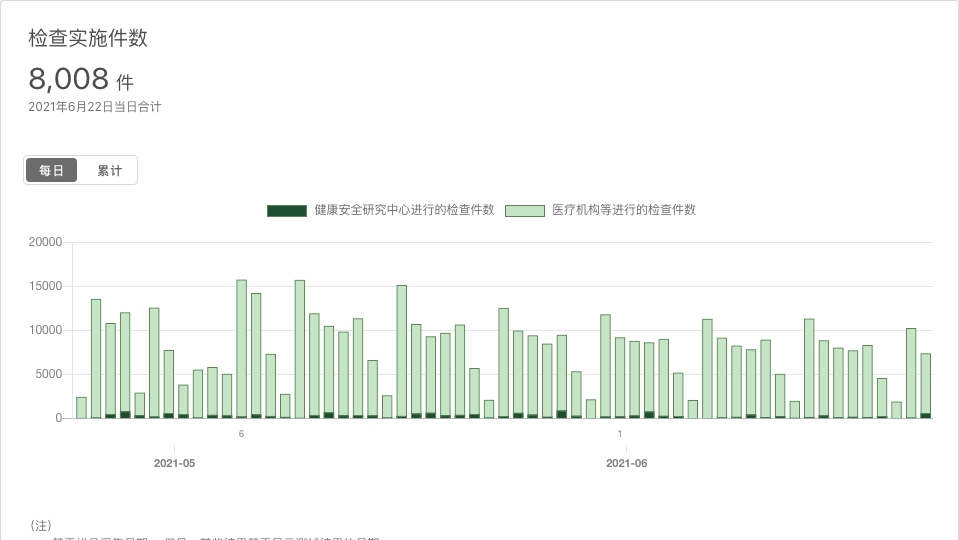 检查实施件数
8,008 件
2021年6月22日当日合计
每日 累计
健康安全研究中心进行的检查件数 医疗机构等进行的检查件数
20000
15000
10000
5000
0
6 1
2021-05 2021-06
(注)